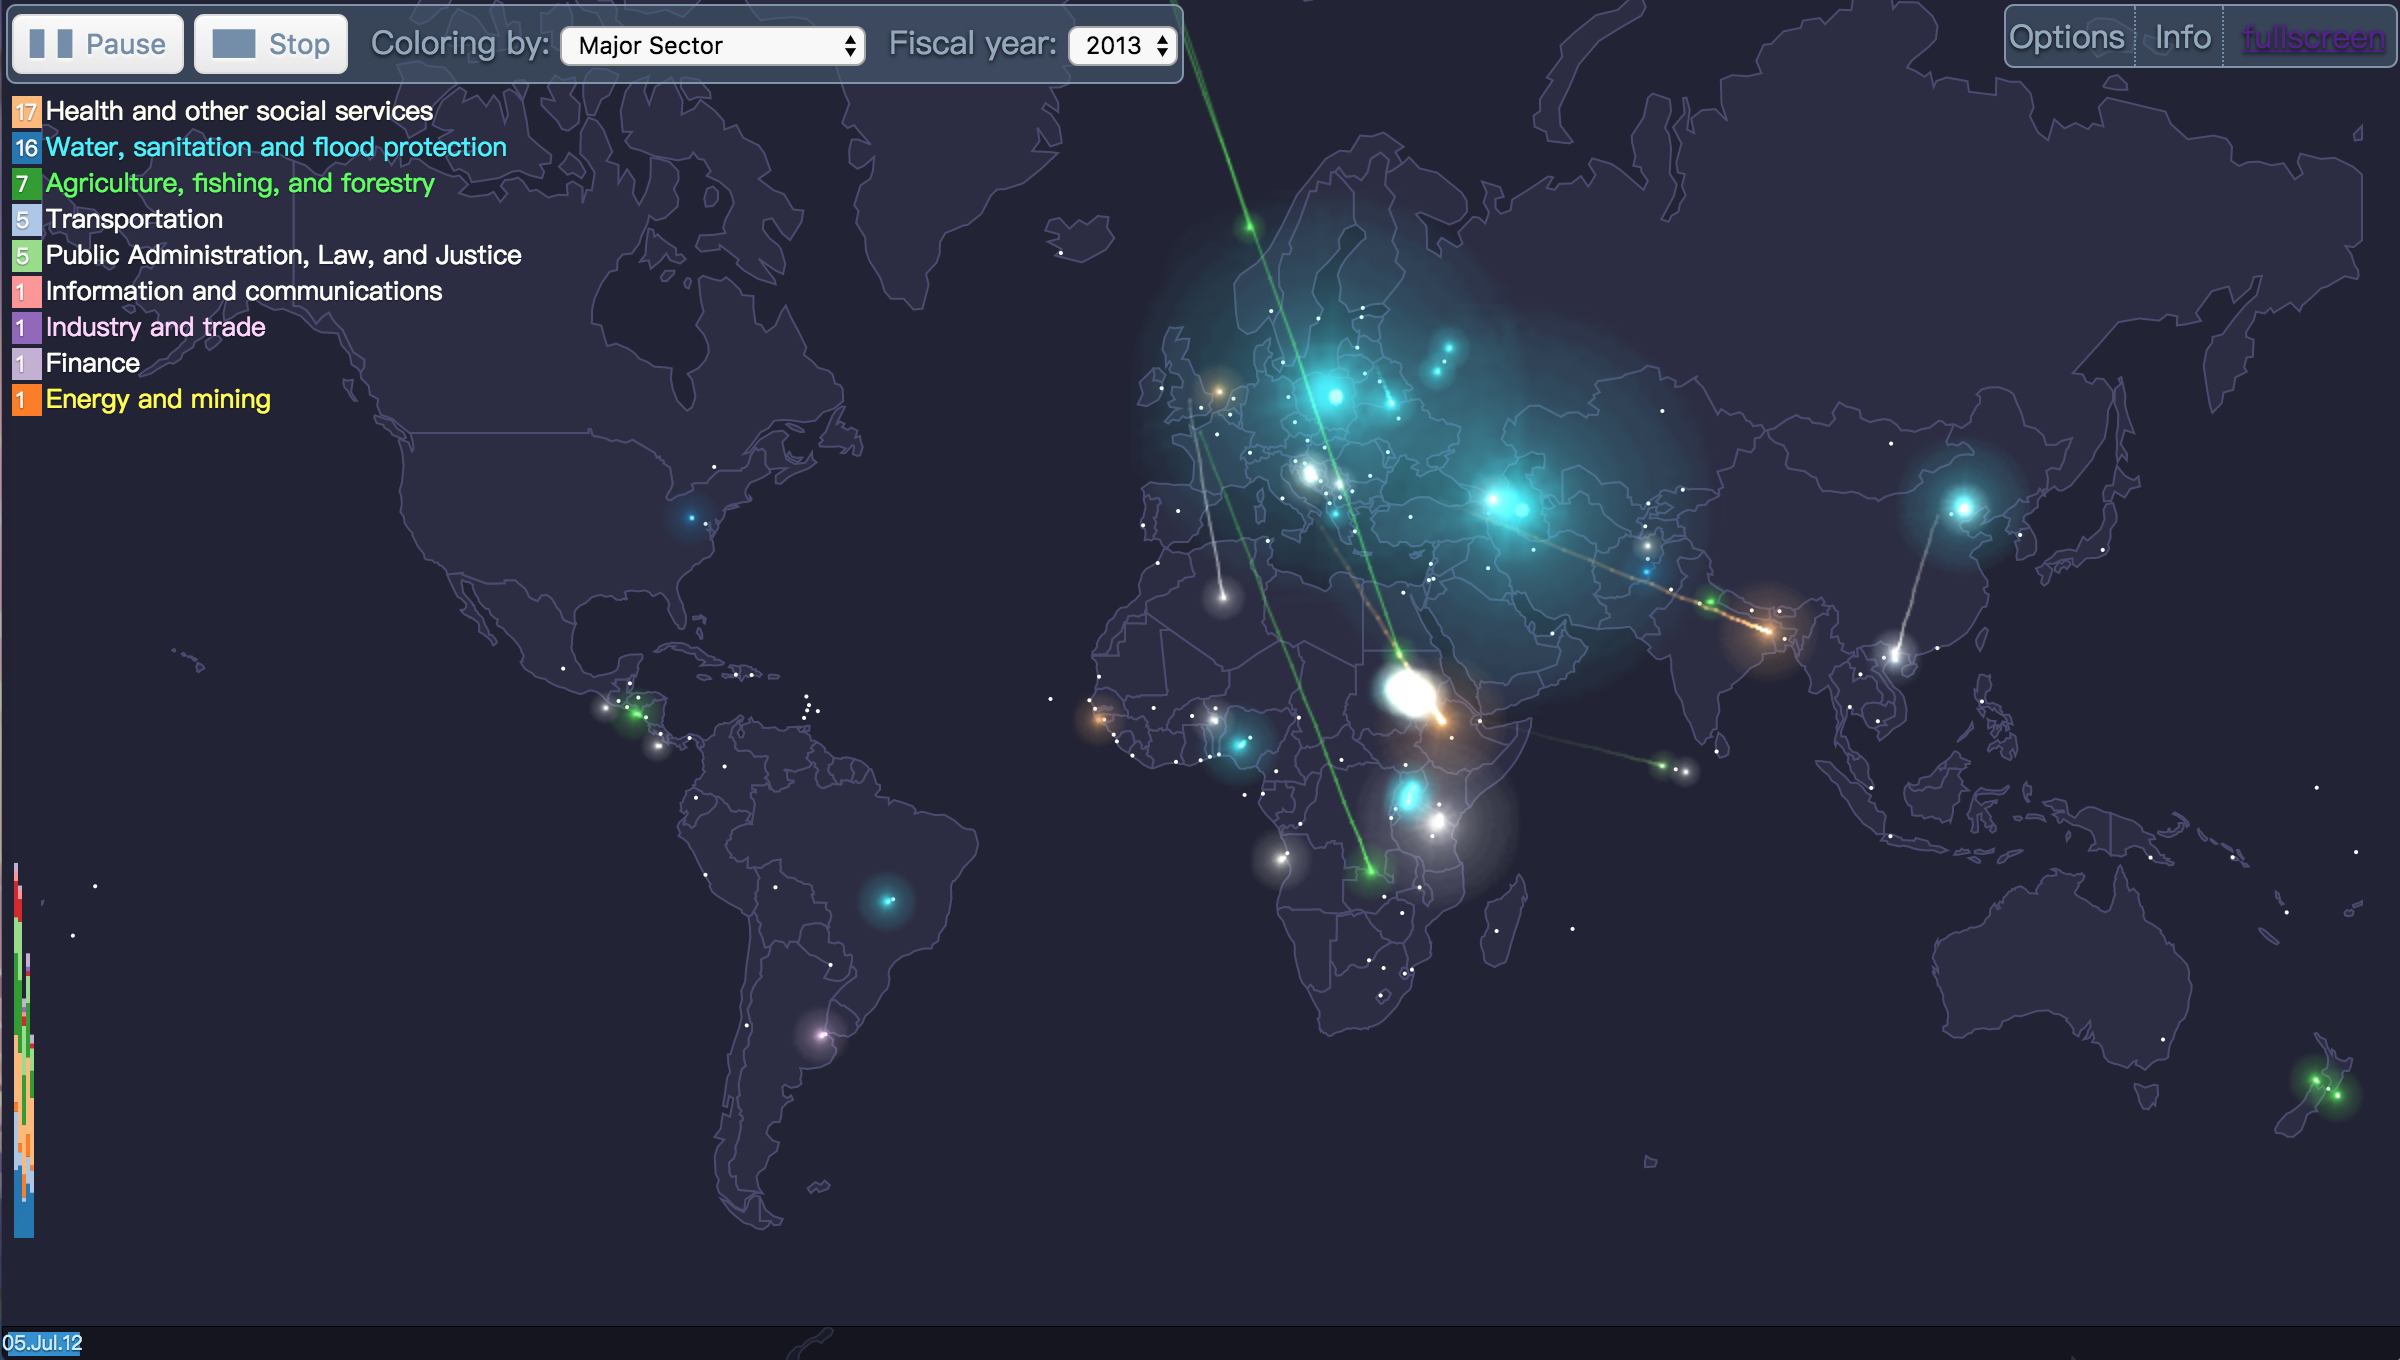 Pause Stop Coloring by: Major Sector Fiscal year: 2013 Options Info fullscreen
17 Health and other social services
16 Water, sanitation and flood protection
7 Agriculture, fishing, and forestry
5 Transportation
5 Public Administration, Law, and Justice
1 Information and communications
1 Industry and trade
1 Finance
1 Energy and mining
05.Jul.12